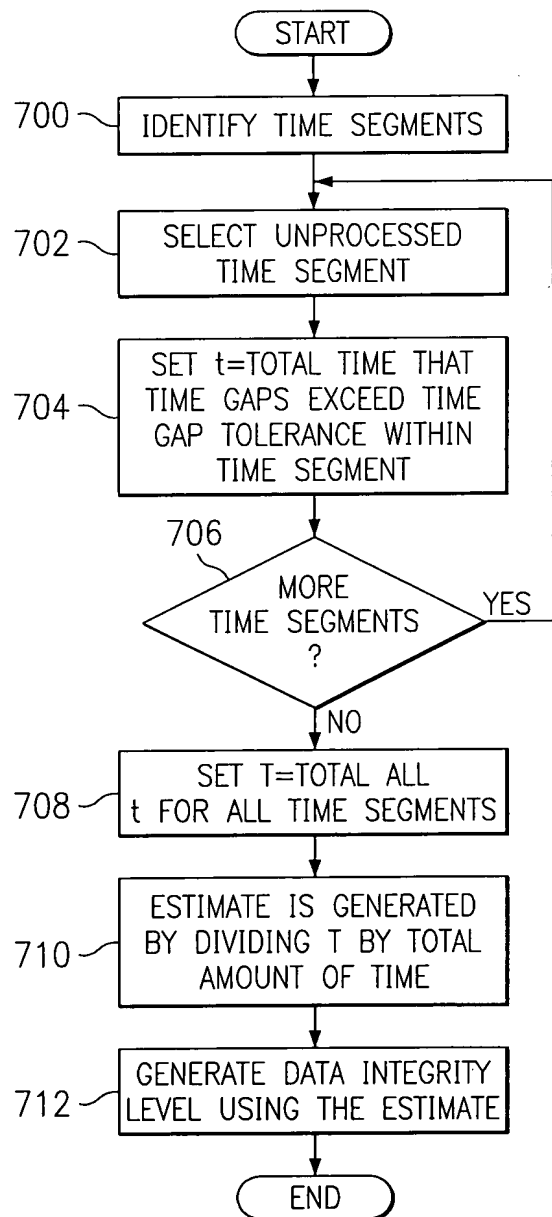 START
700
IDENTIFY TIME SEGMENTS
702
SELECT UNPROCESSED
TIME SEGMENT
704
SET t=TOTAL TIME THAT
TIME GAPS EXCEED TIME
GAP TOLERANCE WITHIN
TIME SEGMENT
706
MORE
TIME SEGMENTS
?
YES
NO
708
SET T=TOTAL ALL
t FOR ALL TIME SEGMENTS
710
ESTIMATE IS GENERATED
BY DIVIDING T BY TOTAL
AMOUNT OF TIME
712
GENERATE DATA INTEGRITY
LEVEL USING THE ESTIMATE
END